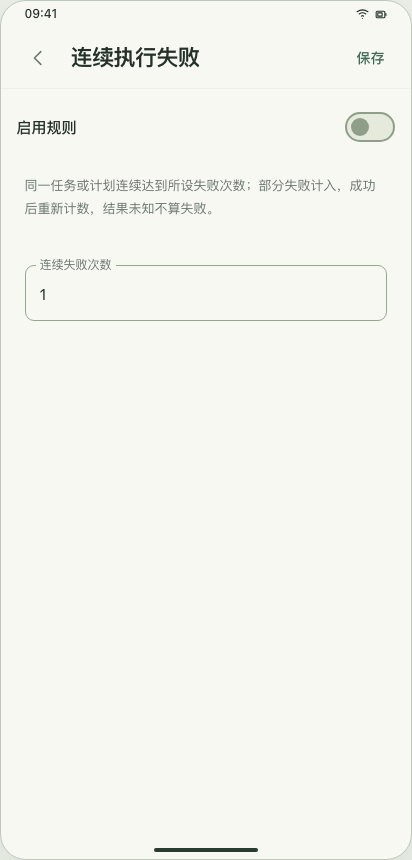 09:41
连续执行失败
保存
启用规则
同一任务或计划连续达到所设失败次数；部分失败计入，成功
后重新计数，结果未知不算失败。
连续失败次数
1